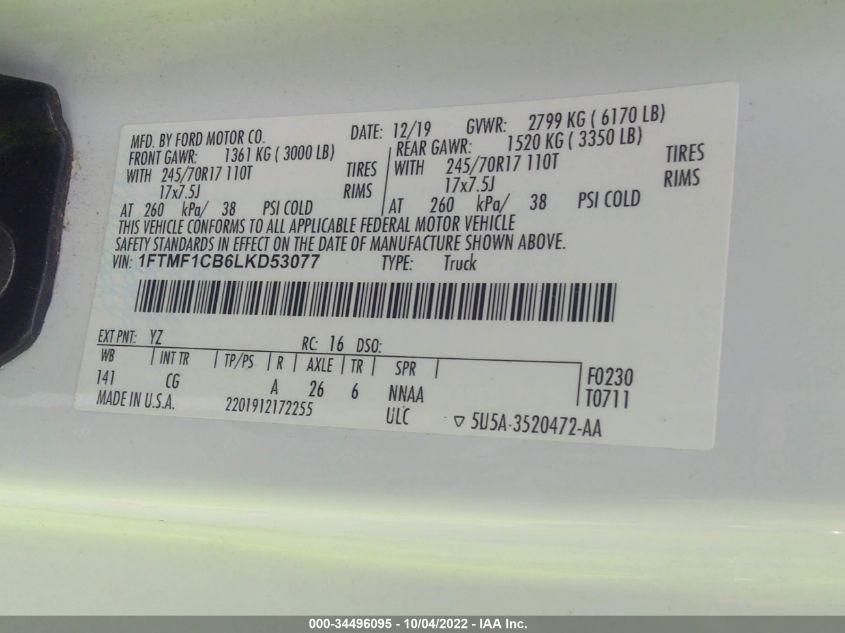 MFD. BY FORD MOTOR CO. DATE: 12/19 GVWR: 2799 KG ( 6170 LB)
FRONT GAWR: 1361 KG ( 3000 LB) REAR GAWR: 1520 KG ( 3350 LB)
WITH 245/70R17 110T TIRES WITH 245/70R17 110T TIRES
17x7.5J RIMS 17x7.5J RIMS
AT 260 kPa/ 38 PSI COLD AT 260 kPa/ 38 PSI COLD
THIS VEHICLE CONFORMS TO ALL APPLICABLE FEDERAL MOTOR VEHICLE
SAFETY STANDARDS IN EFFECT ON THE DATE OF MANUFACTURE SHOWN ABOVE.
VIN: 1FTMF1CB6LKD53077 TYPE: Truck
EXT PNT: YZ RC: 16 DSO:
WB | INT TR | TP/PS | R | AXLE | TR | SPR | F0230
141 CG A 26 6 NNAA T0711
MADE IN U.S.A. 2201912172255 ULC ▽ 5U5A-3520472-AA
000-34496095 - 10/04/2022 - IAA Inc.